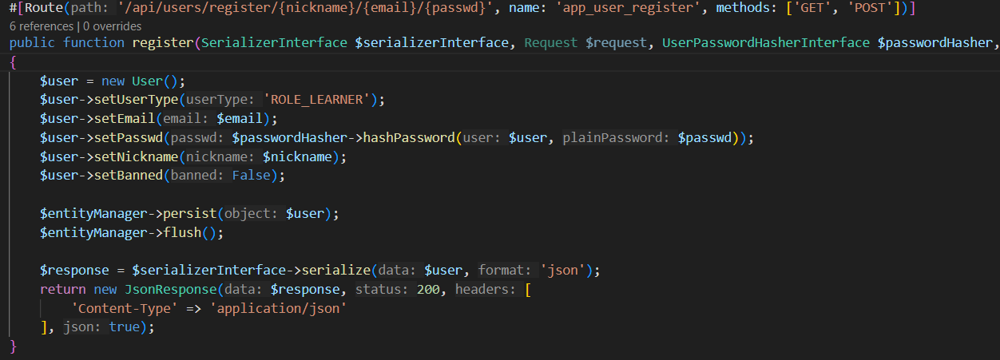 #[Route(path: '/api/users/register/{nickname}/{email}/{passwd}', name: 'app_user_register', methods: ['GET', 'POST'])]
6 references | 0 overrides
public function register(SerializerInterface $serializerInterface, Request $request, UserPasswordHasherInterface $passwordHasher,
{
$user = new User();
$user->setUserType(userType: 'ROLE_LEARNER');
$user->setEmail(email: $email);
$user->setPasswd(passwd: $passwordHasher->hashPassword(user: $user, plainPassword: $passwd));
$user->setNickname(nickname: $nickname);
$user->setBanned(banned: False);
$entityManager->persist(object: $user);
$entityManager->flush();
$response = $serializerInterface->serialize(data: $user, format: 'json');
return new JsonResponse(data: $response, status: 200, headers: [
'Content-Type' => 'application/json'
], json: true);
}